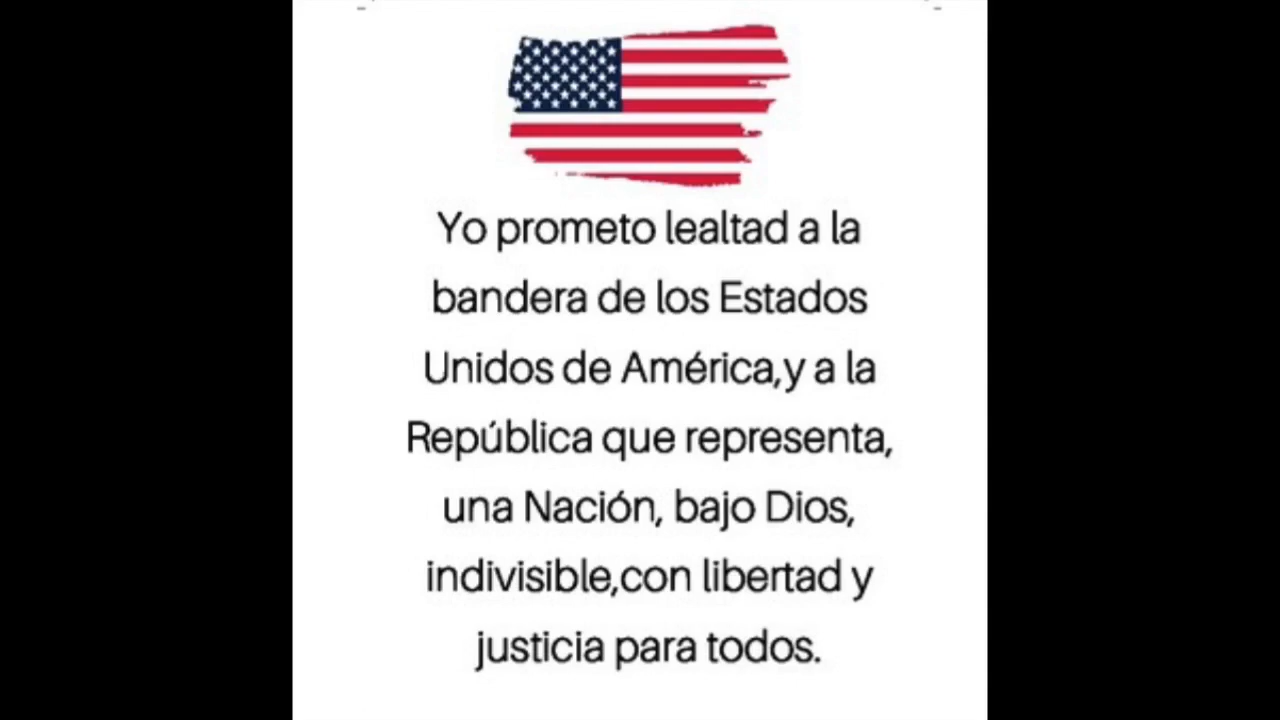 Yo prometo lealtad a la
bandera de los Estados
Unidos de América,y a la
República que representa,
una Nación, bajo Dios,
indivisible,con libertad y
justicia para todos.